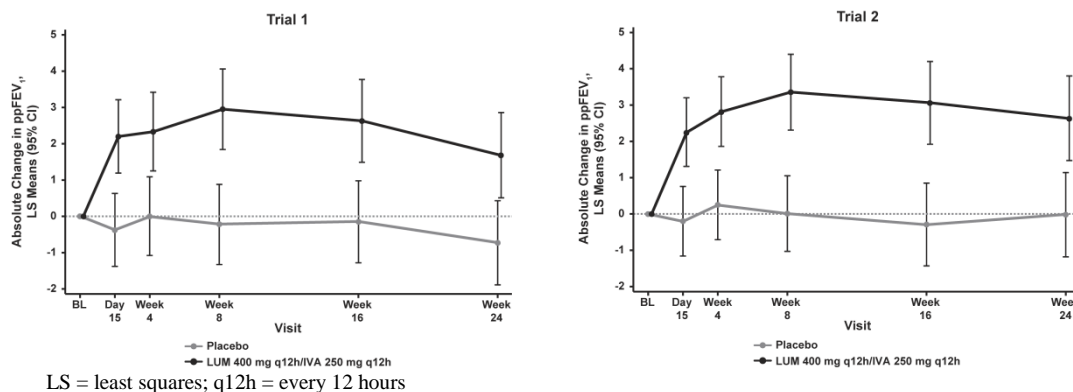 Trial 1
Absolute Change in ppFEV₁,
LS Means (95% CI)
5
4
3
2
1
0
-1
-2
BL
Day
15
Week
4
Week
8
Week
16
Week
24
Visit
Placebo
LUM 400 mg q12h/IVA 250 mg q12h
Trial 2
Absolute Change in ppFEV₁,
LS Means (95% CI)
5
4
3
2
1
0
-1
-2
BL
Day
15
Week
4
Week
8
Week
16
Week
24
Visit
Placebo
LUM 400 mg q12h/IVA 250 mg q12h
LS = least squares; q12h = every 12 hours